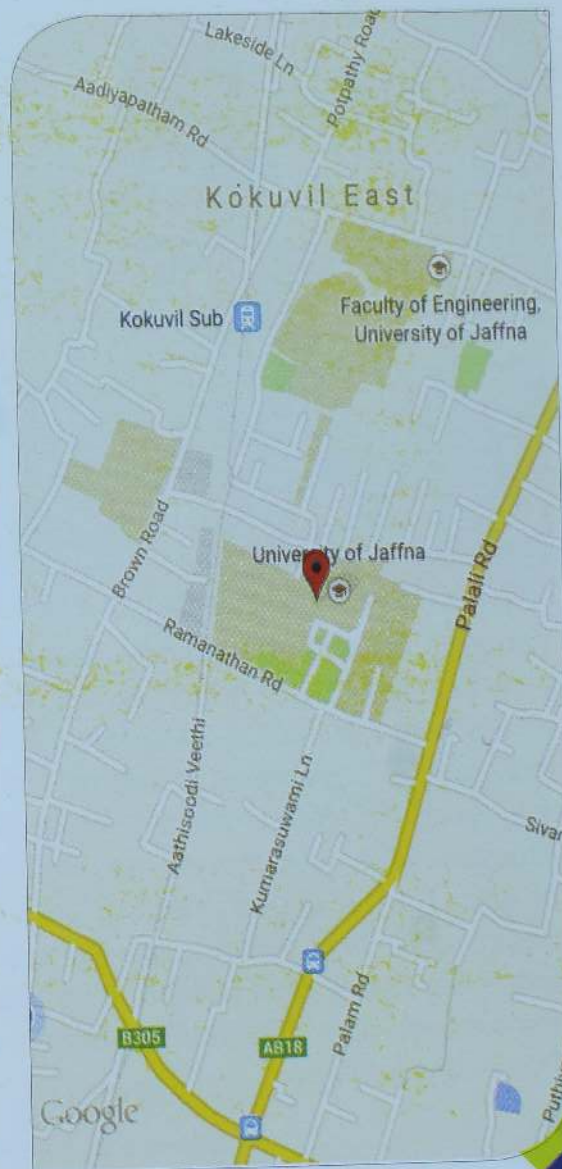 Lakeside Ln
Potpathy Road
Aadiyapatham Rd
Kokuvil East
Kokuvil Sub
Faculty of Engineering,
University of Jaffna
Brown Road
University of Jaffna
Palali Rd
Ramanathan Rd
Aathisoodi Veethi
Kumarasuwami Ln
B305
AB18
Palam Rd
Google